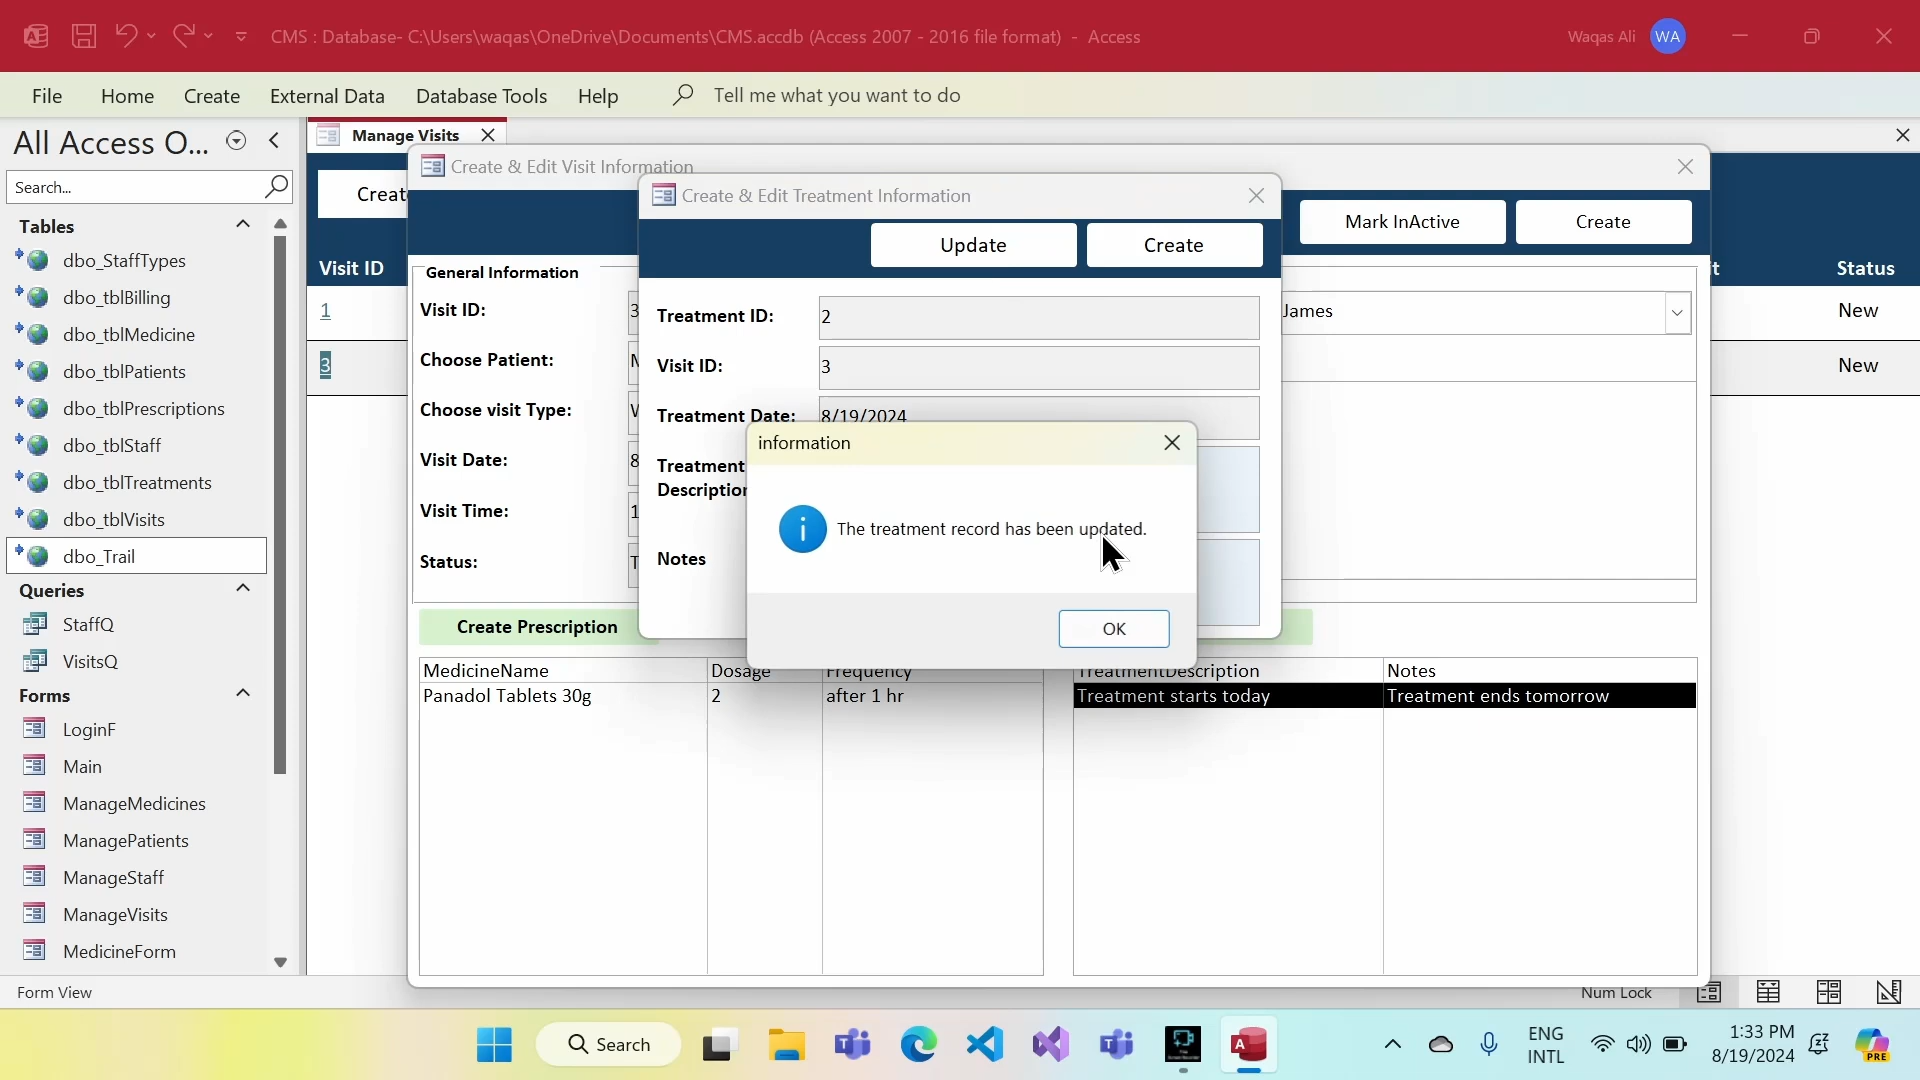 CMS : Database- C:\Users\waqas\OneDrive\Documents\CMS.accdb (Access 2007 - 2016 file format) - Access
Waqas Ali
WA
File Home Create External Data Database Tools Help Tell me what you want to do
All Access O...
Search...
Tables
dbo_StaffTypes
dbo_tblBilling
dbo_tblMedicine
dbo_tblPatients
dbo_tblPrescriptions
dbo_tblStaff
dbo_tblTreatments
dbo_tblVisits
dbo_Trail
Queries
StaffQ
VisitsQ
Forms
LoginF
Main
ManageMedicines
ManagePatients
ManageStaff
ManageVisits
MedicineForm
Manage Visits
Visit ID
Status
1
New
3
New
Create & Edit Visit Information
Mark InActive
Create
General Information
Visit ID:
3
James
Choose Patient:
Choose visit Type:
Visit Date:
8
Visit Time:
1
Status:
Create Prescription
MedicineName Dosage Frequency
Panadol Tablets 30g 2 after 1 hr
TreatmentDescription Notes
Treatment starts today Treatment ends tomorrow
Create & Edit Treatment Information
Update
Create
Treatment ID:
2
Visit ID:
3
Treatment Date:
8/19/2024
Treatment
Description
Notes
information
The treatment record has been updated.
OK
Form View
Num Lock
Search
ENG
INTL
1:33 PM
8/19/2024
PRE